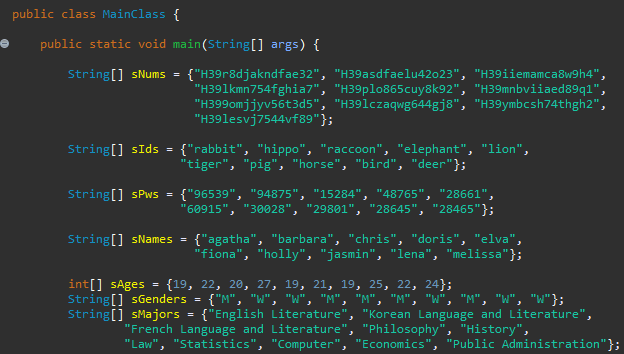 public class MainClass {
public static void main(String[] args) {
String[] sNums = {"H39r8djakndfae32", "H39asdfaelu42o23", "H39iiemamca8w9h4",
"H39lkmn754fghia7", "H39plo865cuy8k92", "H39mnbviiaed89q1",
"H399omjjyv56t3d5", "H39lczaqwg644gj8", "H39ymbcsh74thgh2",
"H39lesvj7544vf89"};
String[] sIds = {"rabbit", "hippo", "raccoon", "elephant", "lion",
"tiger", "pig", "horse", "bird", "deer"};
String[] sPws = {"96539", "94875", "15284", "48765", "28661",
"60915", "30028", "29801", "28645", "28465"};
String[] sNames = {"agatha", "barbara", "chris", "doris", "elva",
"fiona", "holly", "jasmin", "lena", "melissa"};
int[] sAges = {19, 22, 20, 27, 19, 21, 19, 25, 22, 24};
String[] sGenders = {"M", "W", "W", "M", "M", "M", "W", "M", "W", "W"};
String[] sMajors = {"English Literature", "Korean Language and Literature",
"French Language and Literature", "Philosophy", "History",
"Law", "Statistics", "Computer", "Economics", "Public Administration"};